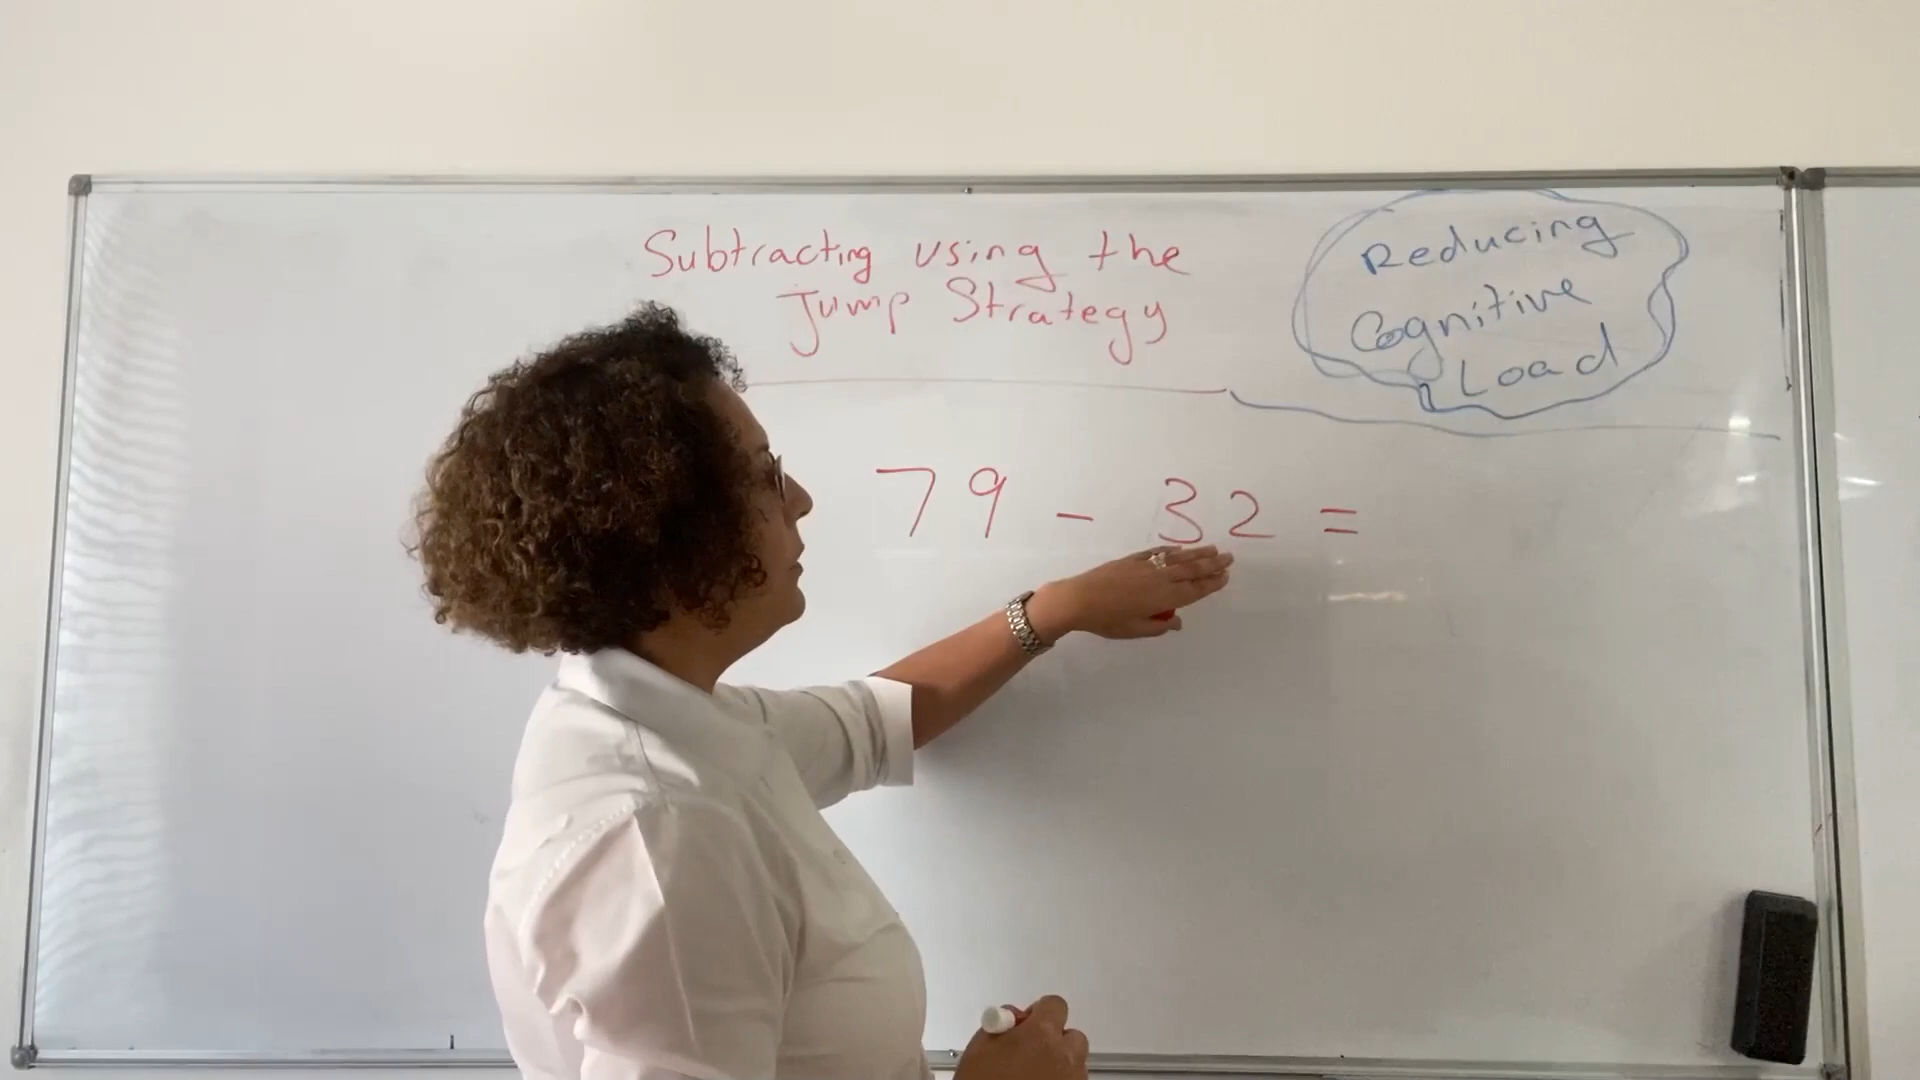 Subtracting using the
Jump Strategy
Reducing
Cognitive
Load
79 - 32 =